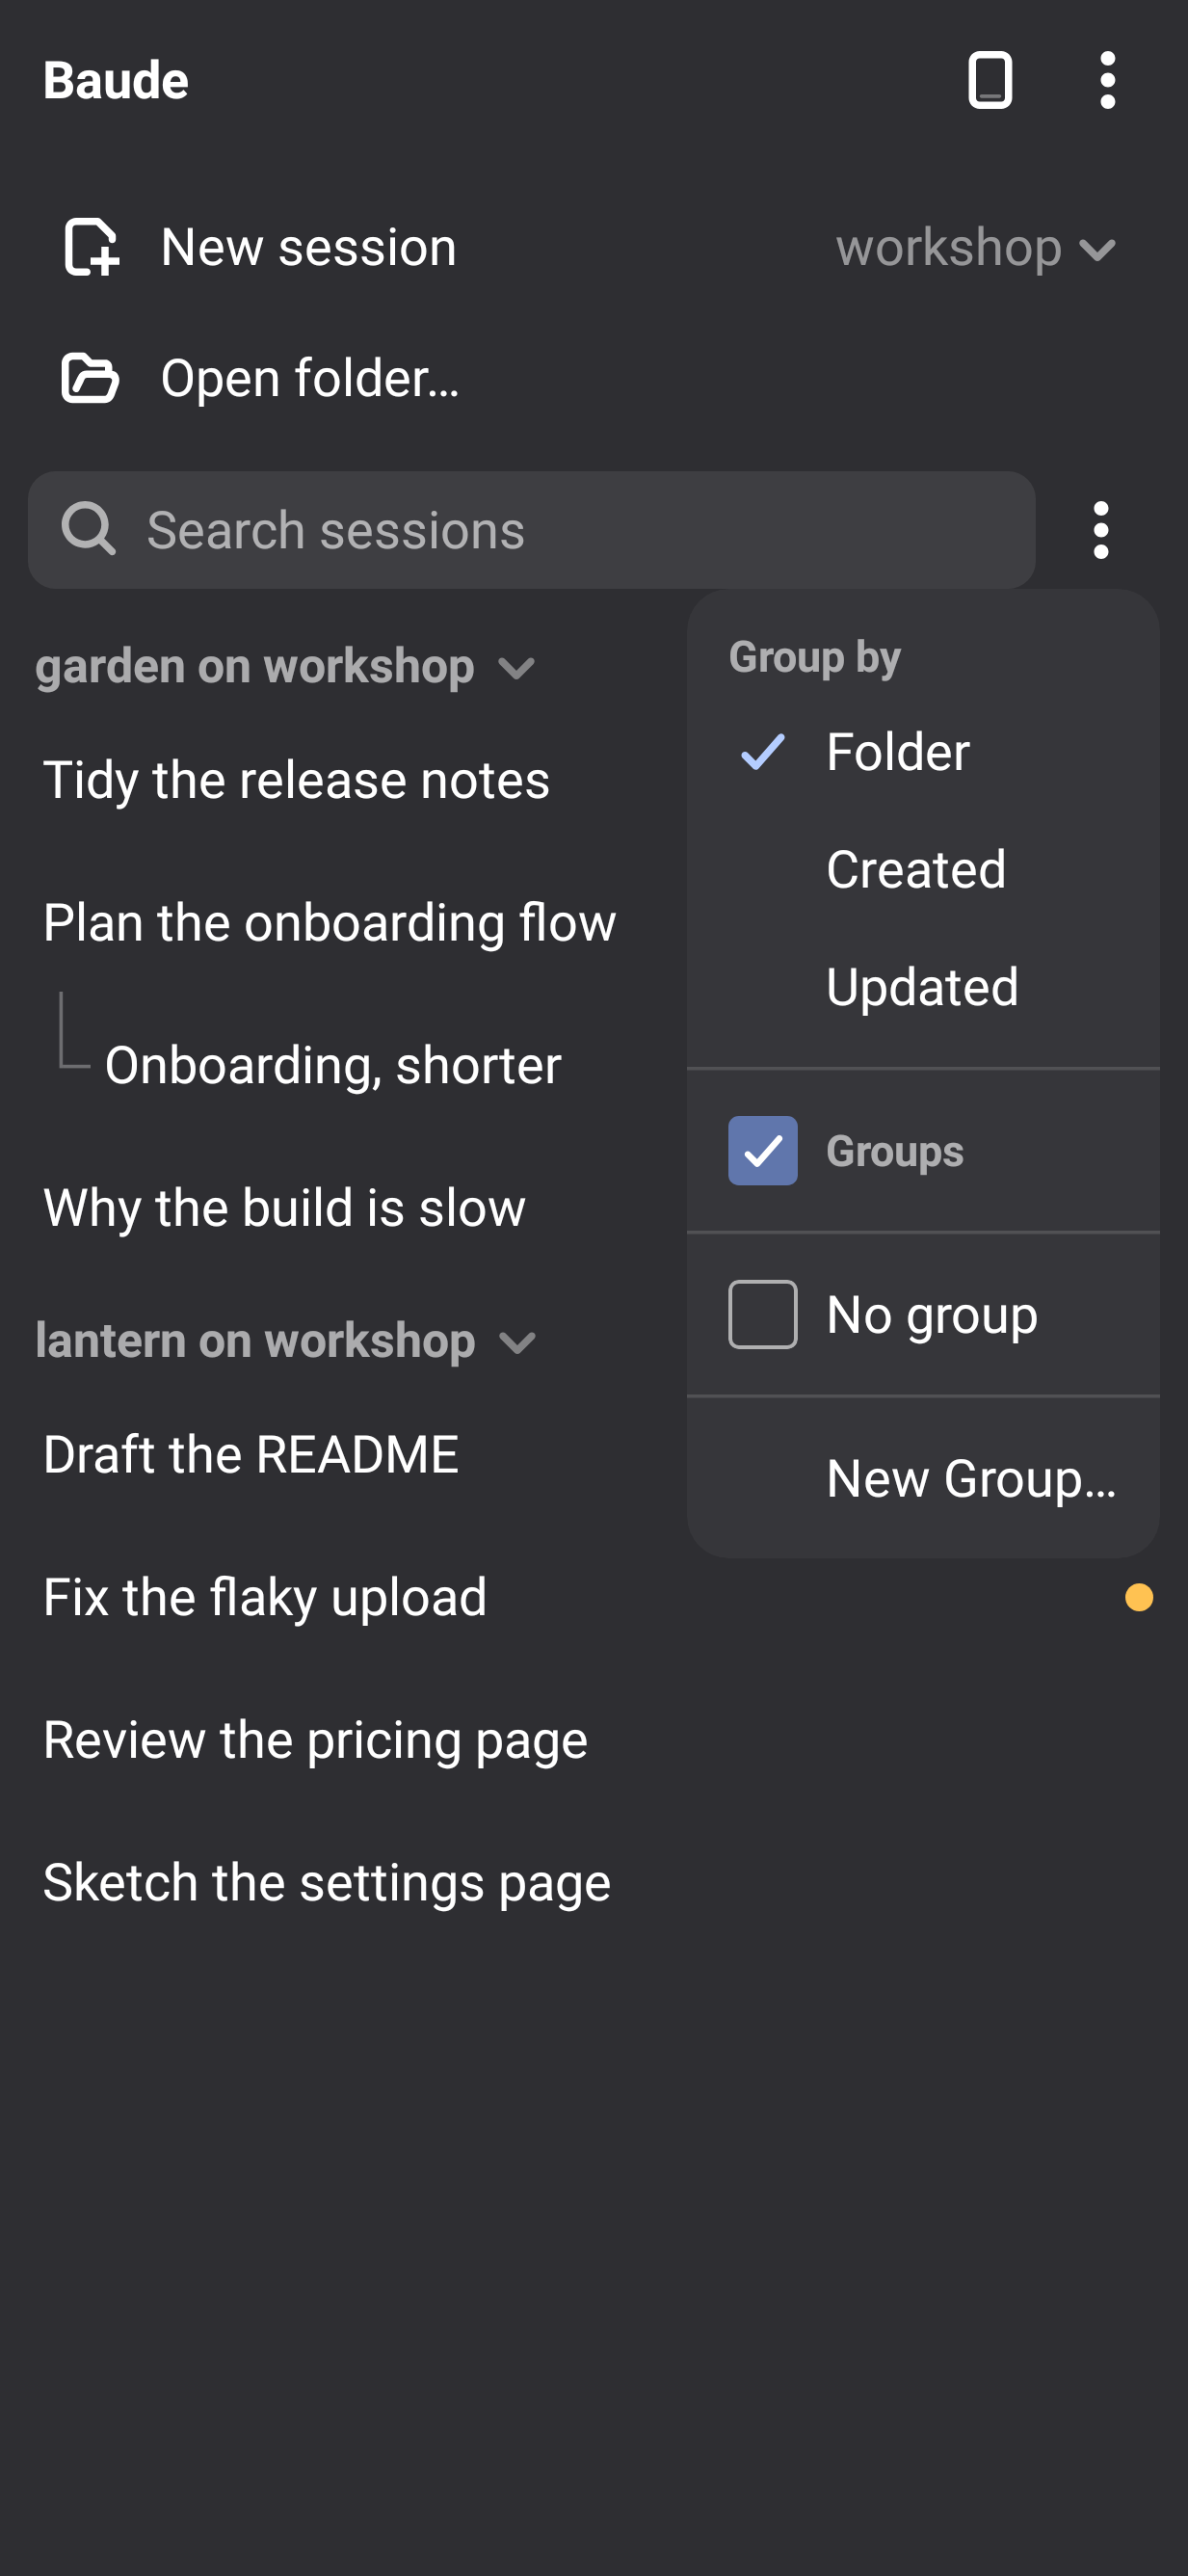 Baude
New session
workshop
Open folder...
Search sessions
garden on workshop
Tidy the release notes
Plan the onboarding flow
Onboarding, shorter
Why the build is slow
lantern on workshop
Draft the README
Fix the flaky upload
Review the pricing page
Sketch the settings page
Group by
Folder
Created
Updated
Groups
No group
New Group...